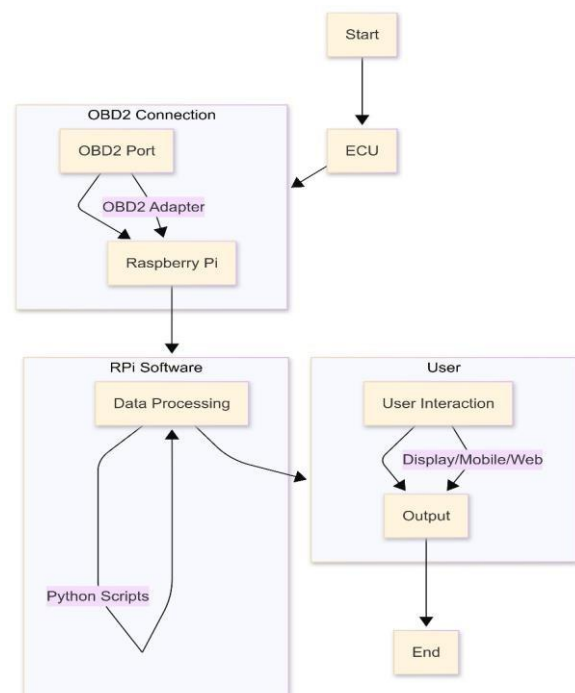 Start
OBD2 Connection
OBD2 Port
ECU
OBD2 Adapter
Raspberry Pi
RPi Software
User
Data Processing
User Interaction
Display/Mobile/Web
Output
Python Scripts
End